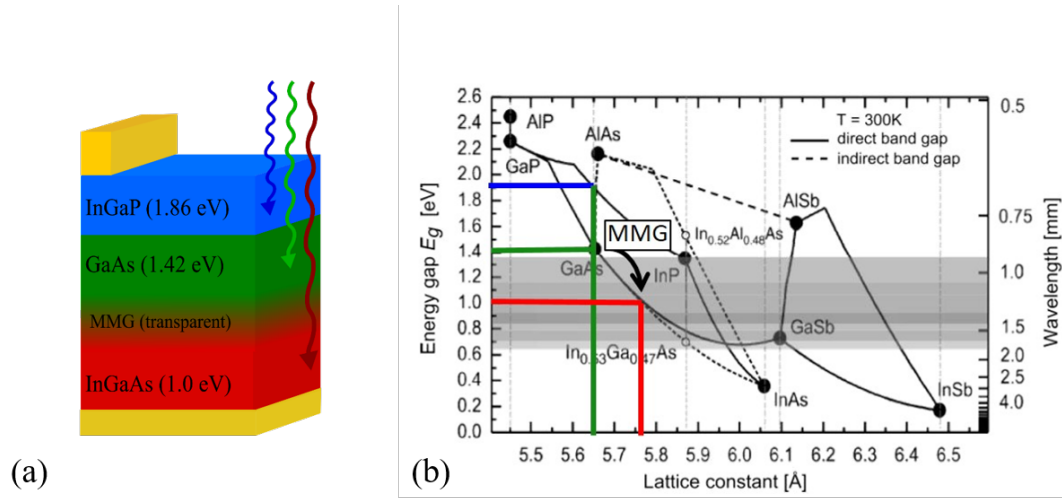 InGaP (1.86 eV)
GaAs (1.42 eV)
MMG (transparent)
InGaAs (1.0 eV)
(a)
2.6
2.4
2.2
2.0
1.8
1.6
1.4
1.2
1.0
0.8
0.6
0.4
0.2
0.0
Energy gap Eg [eV]
AlP
GaP
AlAs
T = 300K
direct band gap
indirect band gap
AlSb
In0.52Al0.48As
MMG
GaAs
InP
GaSb
In0.53Ga0.47As
InAs
InSb
0.5
0.75
1.0
1.5
2.0
2.5
4.0
Wavelength [mm]
5.5 5.6 5.7 5.8 5.9 6.0 6.1 6.2 6.3 6.4 6.5
Lattice constant [Å]
(b)